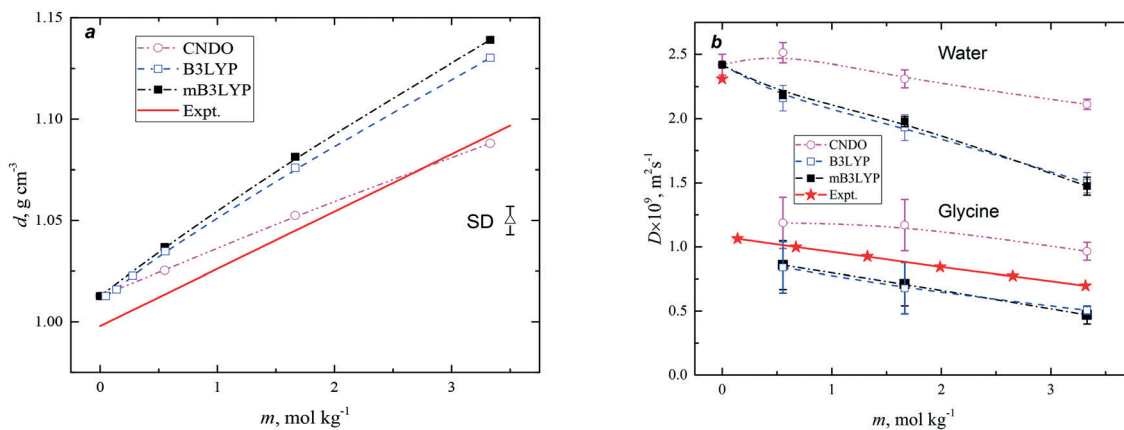 a
CNDO
B3LYP
mB3LYP
Expt.
SD
1.15
1.10
1.05
1.00
d, g cm⁻³
0
1
2
3
m, mol kg⁻¹
b
Water
CNDO
B3LYP
mB3LYP
Expt.
Glycine
2.5
2.0
1.5
1.0
0.5
0.0
D×10⁹, m²s⁻¹
0
1
2
3
m, mol kg⁻¹